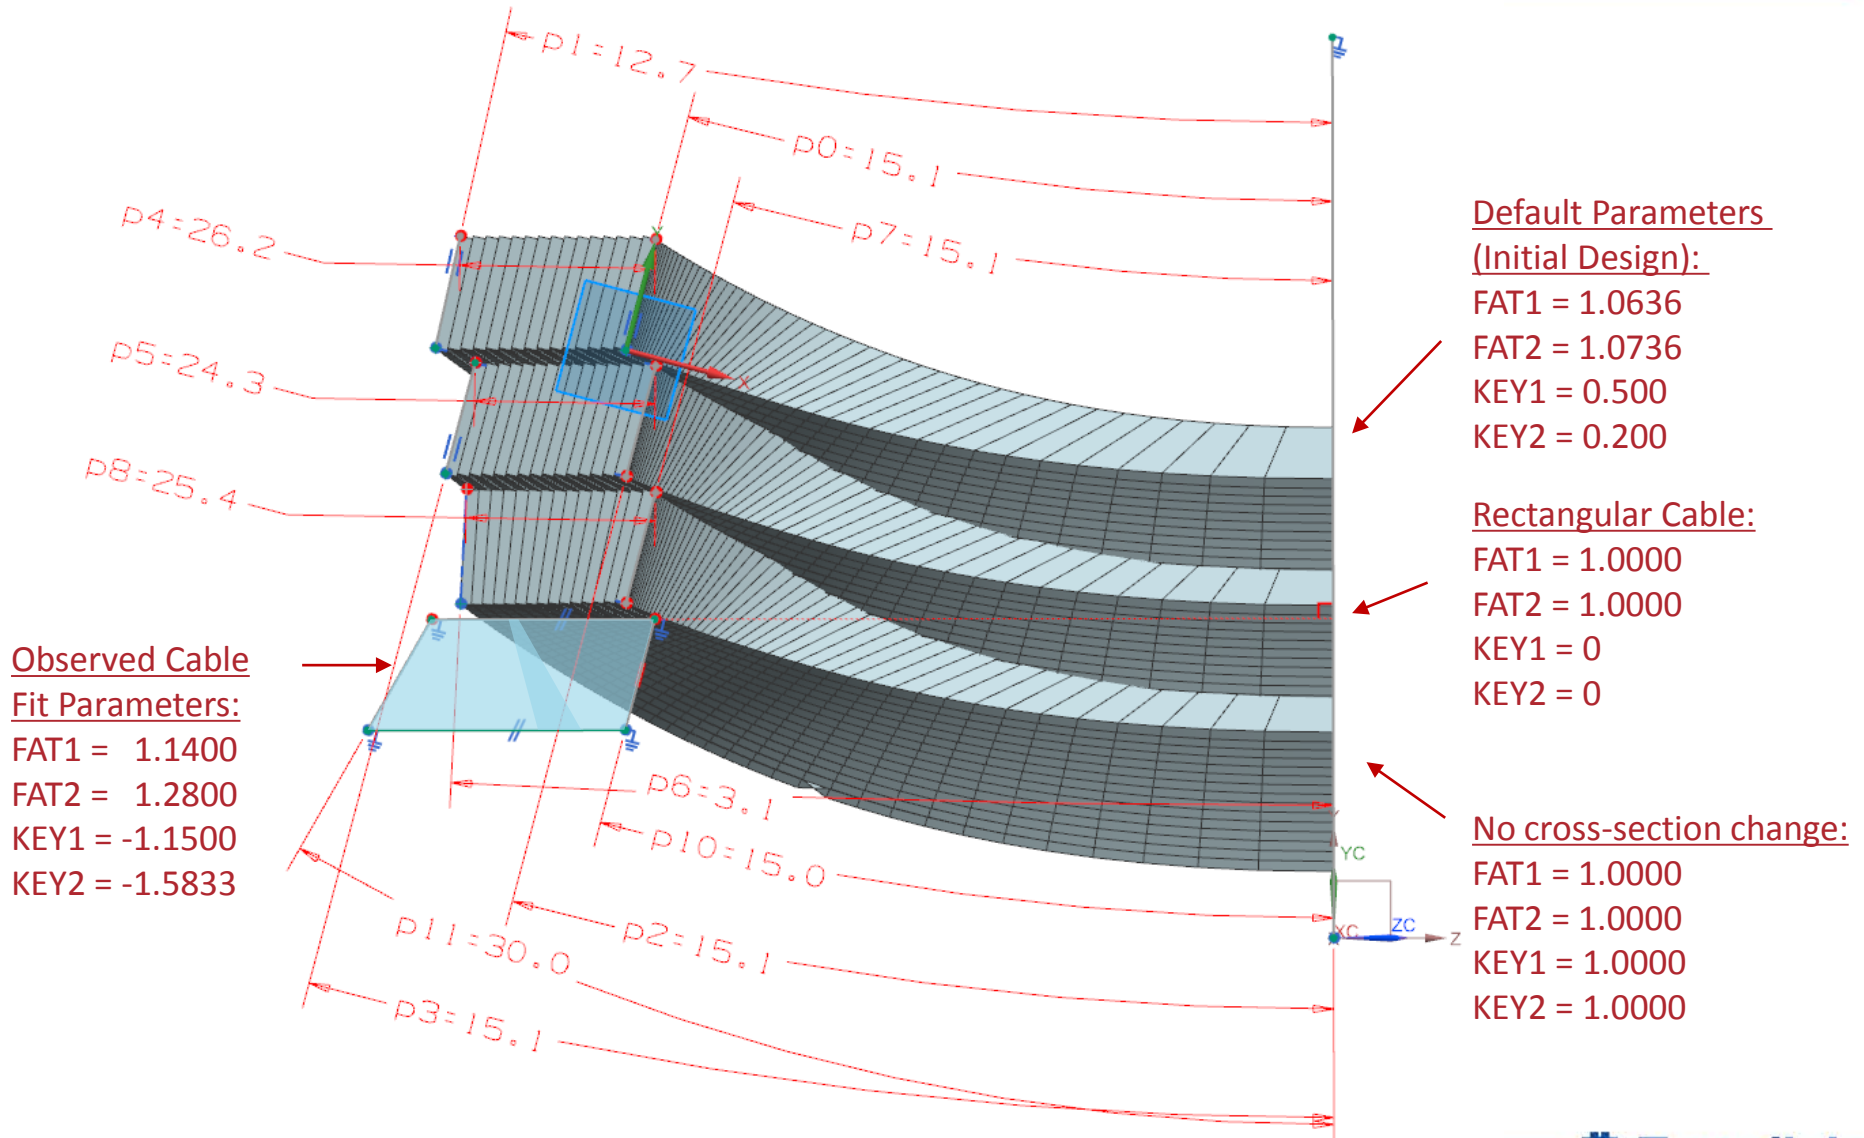 p1=12.7
p0=15.1
p7=15.1
p4=26.2
p5=24.3
p8=25.4
Y
X
Default Parameters
(Initial Design):
FAT1 = 1.0636
FAT2 = 1.0736
KEY1 = 0.500
KEY2 = 0.200
Rectangular Cable:
FAT1 = 1.0000
FAT2 = 1.0000
KEY1 = 0
KEY2 = 0
Observed Cable
Fit Parameters:
FAT1 = 1.1400
FAT2 = 1.2800
KEY1 = -1.1500
KEY2 = -1.5833
p6=3.1
p10=15.0
p2=15.1
p11=30.0
p3=15.1
No cross-section change:
FAT1 = 1.0000
FAT2 = 1.0000
KEY1 = 1.0000
KEY2 = 1.0000
Y
YC
XC
ZC
Z